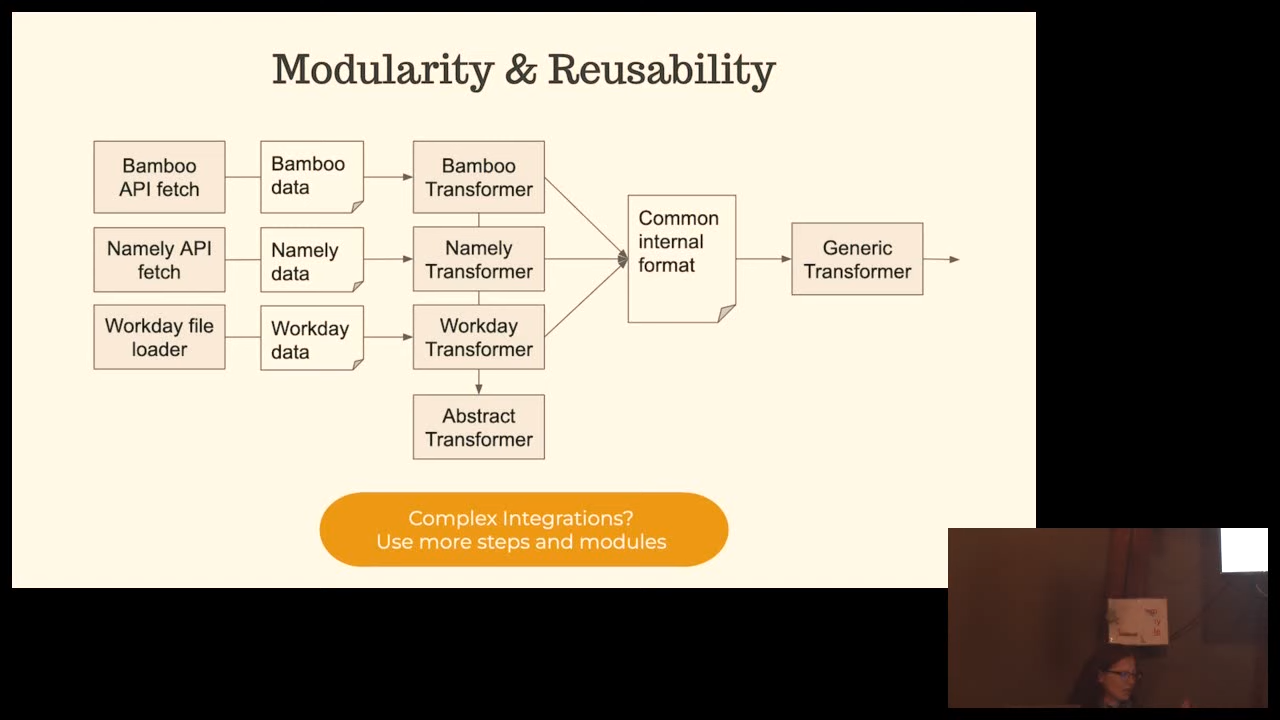 Modularity & Reusability
Bamboo
API fetch
Bamboo
data
Bamboo
Transformer
Namely API
fetch
Namely
data
Namely
Transformer
Workday file
loader
Workday
data
Workday
Transformer
Abstract
Transformer
Common
internal
format
Generic
Transformer
Complex Integrations?
Use more steps and modules